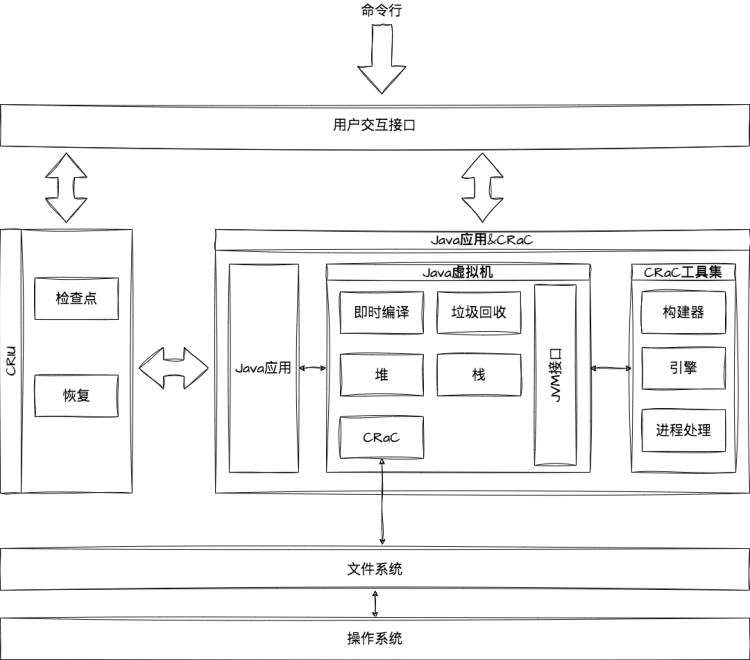 命令行
用户交互接口
CRIU
检查点
恢复
Java应用&CRaC
Java应用
Java虚拟机
即时编译
垃圾回收
堆
栈
CRaC
JVM接口
CRaC工具集
构建器
引擎
进程处理
文件系统
操作系统